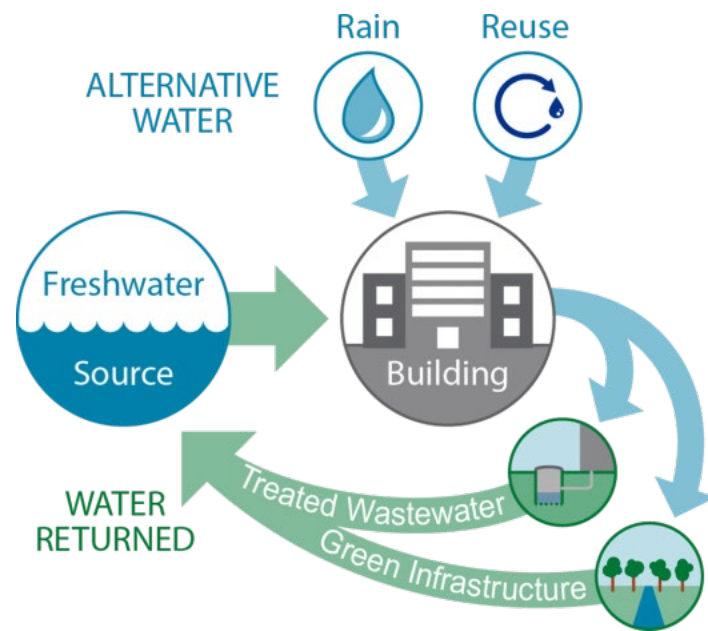 Rain
Reuse
ALTERNATIVE
WATER
Freshwater
Source
Building
WATER
RETURNED
Treated Wastewater
Green Infrastructure